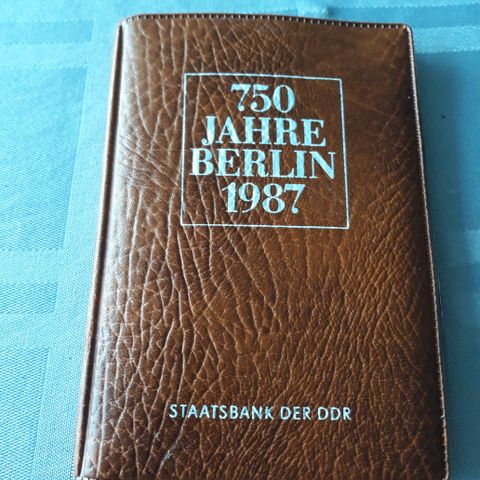 750
JAHRE
BERLIN
1987
STAATSBANK DER DDR